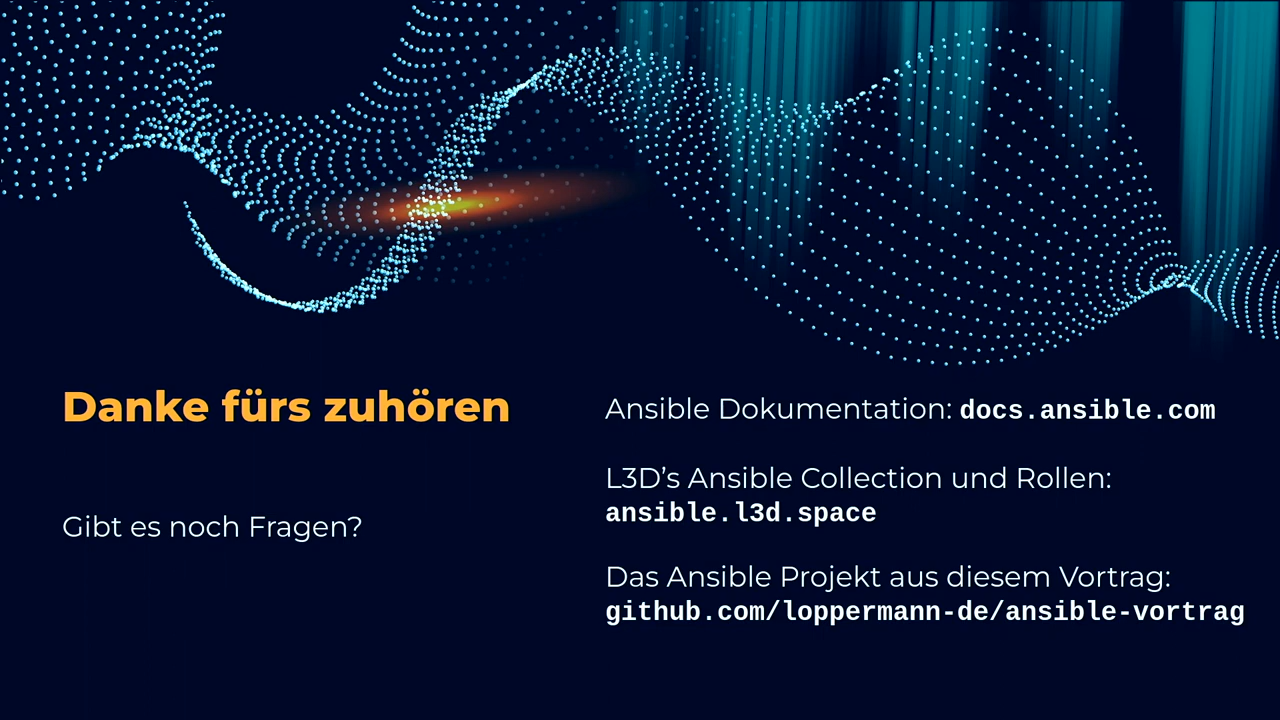 Danke fürs zuhören
Gibt es noch Fragen?
Ansible Dokumentation: docs.ansible.com
L3D’s Ansible Collection und Rollen:
ansible.l3d.space
Das Ansible Projekt aus diesem Vortrag:
github.com/loppermann-de/ansible-vortrag